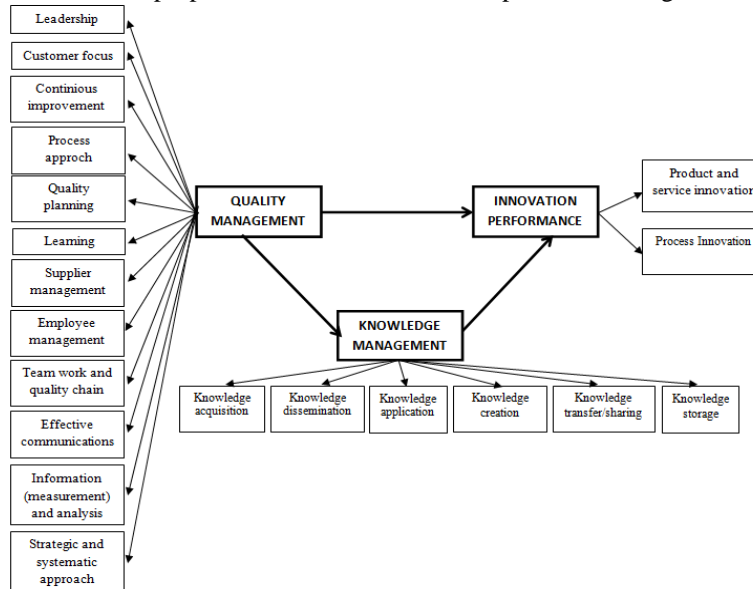 Leadership
Customer focus
Continious
improvement
Process
approch
Quality
planning
Learning
Supplier
management
Employee
management
Team work and
quality chain
Effective
communications
Information
(measurement)
and analysis
Strategic and
systematic
approach
QUALITY
MANAGEMENT
INNOVATION
PERFORMANCE
Product and
service innovation
Process Innovation
KNOWLEDGE
MANAGEMENT
Knowledge
acquisition
Knowledge
dissemination
Knowledge
application
Knowledge
creation
Knowledge
transfer/sharing
Knowledge
storage